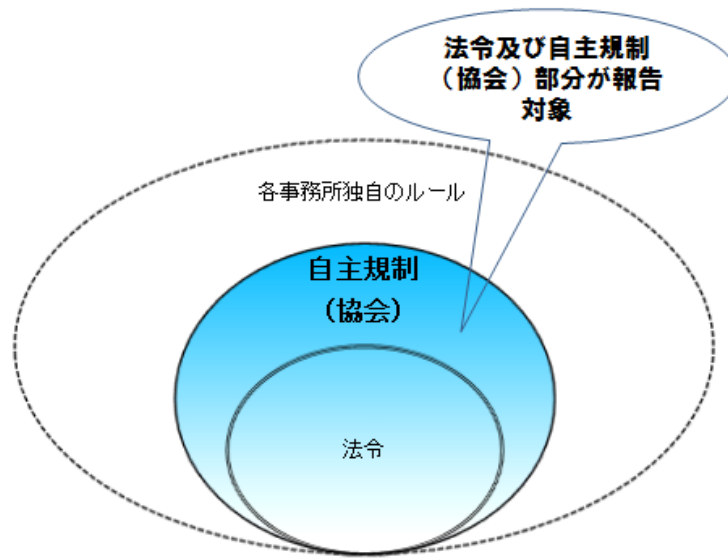 法令及び自主規制
（協会）部分が報告
対象
各事務所独自のルール
自主規制
（協会）
法令